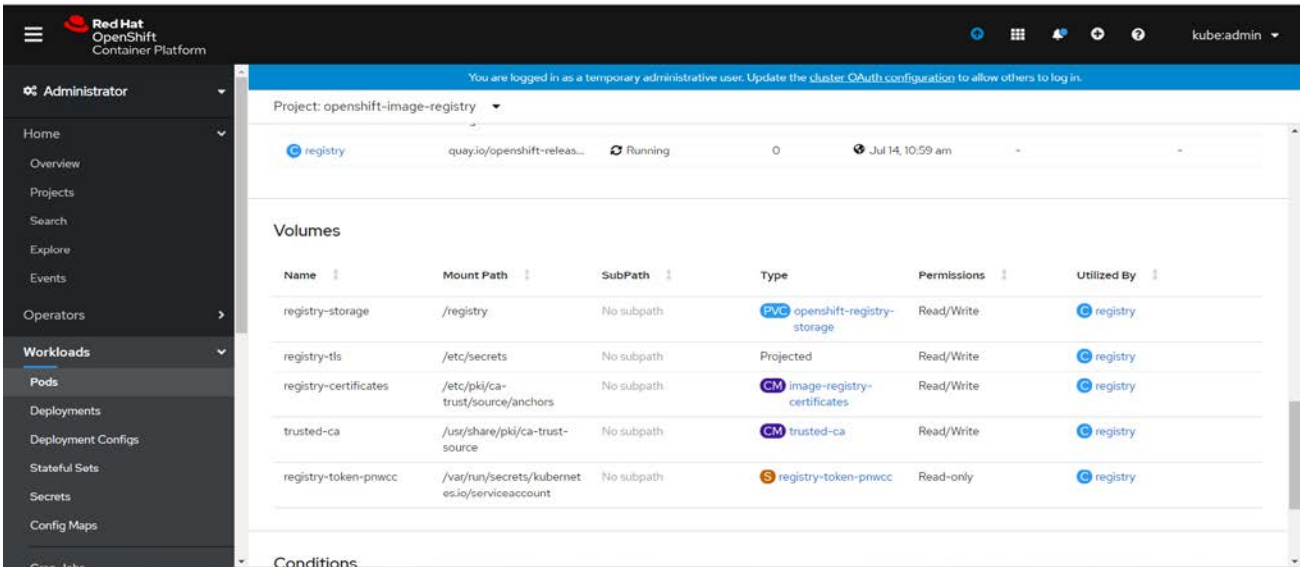 Red Hat
OpenShift
Container Platform
kube:admin
You are logged in as a temporary administrative user. Update the cluster OAuth configuration to allow others to log in.
Administrator
Project: openshift-image-registry
Home
Overview
Projects
Search
Explore
Events
Operators
Workloads
Pods
Deployments
Deployment Configs
Stateful Sets
Secrets
Config Maps
C registry quay.io/openshift-releas... Running 0 Jul 14, 10:59 am - -
Volumes
Name Mount Path SubPath Type Permissions Utilized By
registry-storage /registry No subpath PVC openshift-registry- Read/Write C registry
storage
registry-tls /etc/secrets No subpath Projected Read/Write C registry
registry-certificates /etc/pki/ca- No subpath CM image-registry- Read/Write C registry
trust/source/anchors certificates
trusted-ca /usr/share/pki/ca-trust- No subpath CM trusted-ca Read/Write C registry
source
registry-token-pnwcc /var/run/secrets/kubernet No subpath S registry-token-pnwcc Read-only C registry
es.io/serviceaccount
Conditions